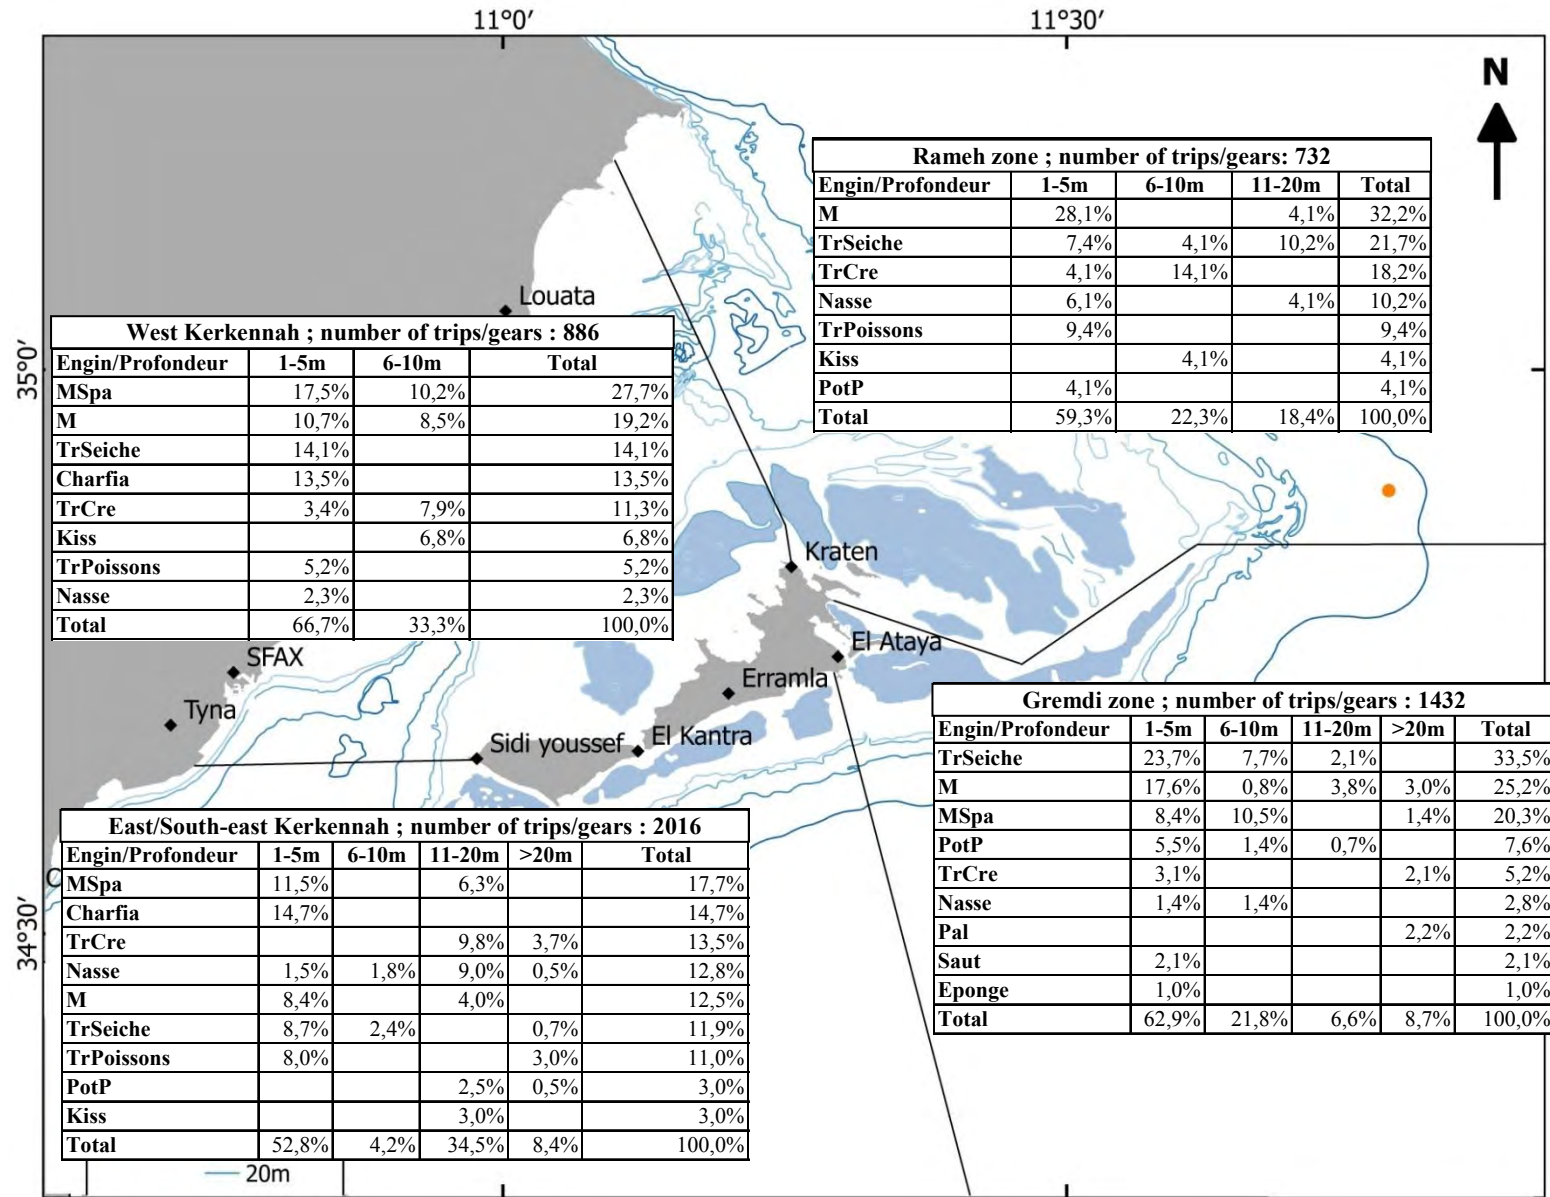 11°0′ 11°30′
N
Rameh zone ; number of trips/gears: 732
Engin/Profondeur 1-5m 6-10m 11-20m Total
M 28,1% 4,1% 32,2%
TrSeiche 7,4% 4,1% 10,2% 21,7%
TrCre 4,1% 14,1% 18,2%
Nasse 6,1% 4,1% 10,2%
TrPoissons 9,4% 9,4%
Kiss 4,1% 4,1%
PotP 4,1% 4,1%
Total 59,3% 22,3% 18,4% 100,0%
Louata
35°0′
West Kerkennah ; number of trips/gears : 886
Engin/Profondeur 1-5m 6-10m Total
MSpa 17,5% 10,2% 27,7%
M 10,7% 8,5% 19,2%
TrSeiche 14,1% 14,1%
Charfia 13,5% 13,5%
TrCre 3,4% 7,9% 11,3%
Kiss 6,8% 6,8%
TrPoissons 5,2% 5,2%
Nasse 2,3% 2,3%
Total 66,7% 33,3% 100,0%
Kraten
El Ataya
SFAX
Erramla
Tyna
El Kantra
Sidi youssef
Gremdi zone ; number of trips/gears : 1432
Engin/Profondeur 1-5m 6-10m 11-20m >20m Total
TrSeiche 23,7% 7,7% 2,1% 33,5%
M 17,6% 0,8% 3,8% 3,0% 25,2%
MSpa 8,4% 10,5% 1,4% 20,3%
PotP 5,5% 1,4% 0,7% 7,6%
TrCre 3,1% 2,1% 5,2%
Nasse 1,4% 1,4% 2,8%
Pal 2,2% 2,2%
Saut 2,1% 2,1%
Eponge 1,0% 1,0%
Total 62,9% 21,8% 6,6% 8,7% 100,0%
34°30′
East/South-east Kerkennah ; number of trips/gears : 2016
Engin/Profondeur 1-5m 6-10m 11-20m >20m Total
MSpa 11,5% 6,3% 17,7%
Charfia 14,7% 14,7%
TrCre 9,8% 3,7% 13,5%
Nasse 1,5% 1,8% 9,0% 0,5% 12,8%
M 8,4% 4,0% 12,5%
TrSeiche 8,7% 2,4% 0,7% 11,9%
TrPoissons 8,0% 3,0% 11,0%
PotP 2,5% 0,5% 3,0%
Kiss 3,0% 3,0%
Total 52,8% 4,2% 34,5% 8,4% 100,0%
20m